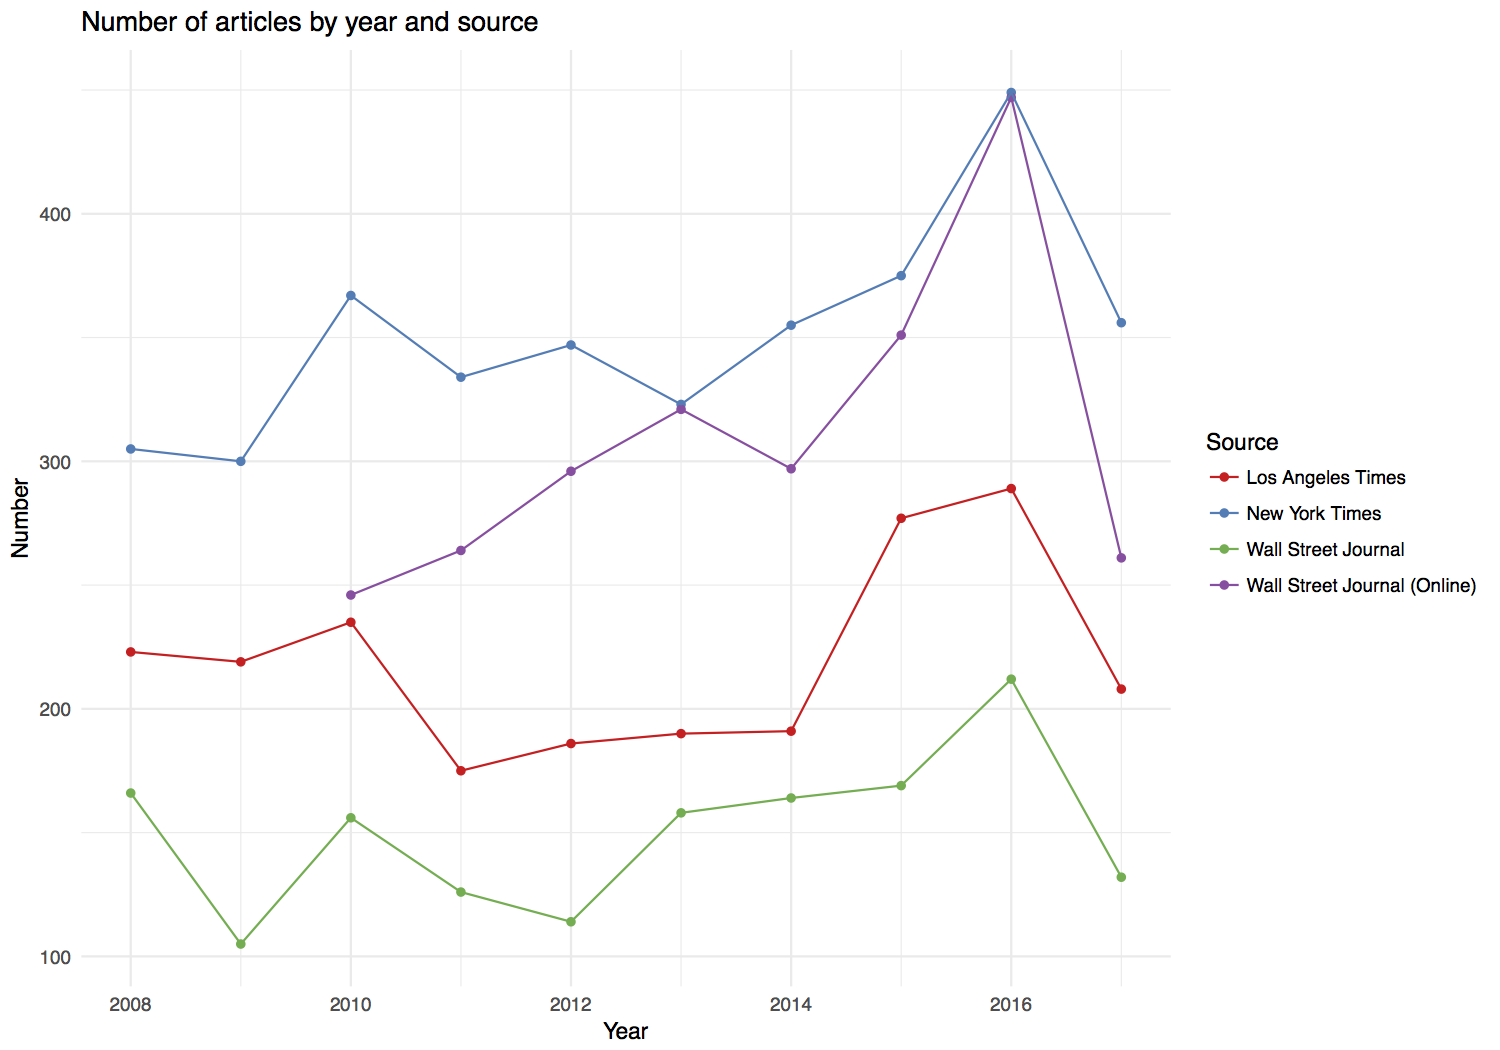 Number of articles by year and source
Number
400
300
200
100
2008 2010 2012 2014 2016
Year
Source
Los Angeles Times
New York Times
Wall Street Journal
Wall Street Journal (Online)